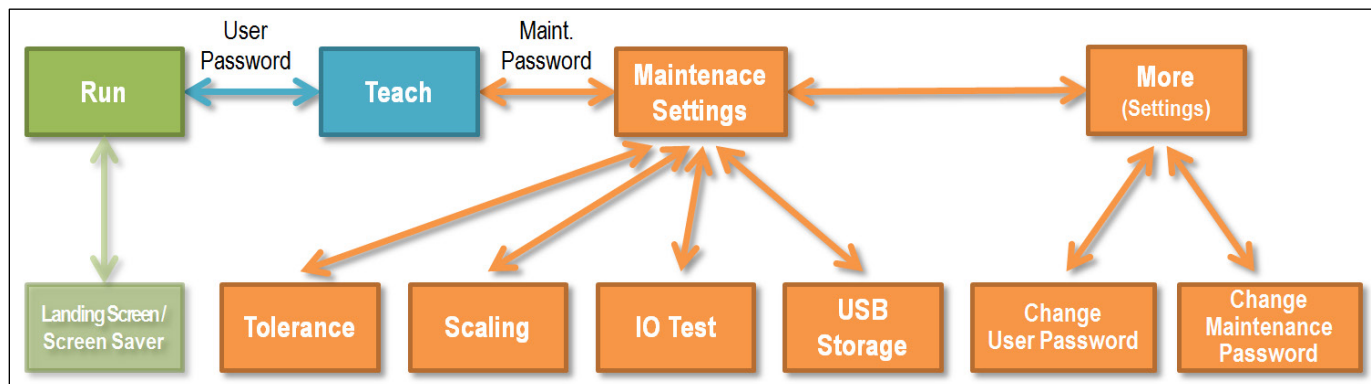 User
Password
Maint.
Password
Run
Teach
Maintenace
Settings
More
(Settings)
Landing Screen /
Screen Saver
Tolerance
Scaling
IO Test
USB
Storage
Change
User Password
Change
Maintenance
Password